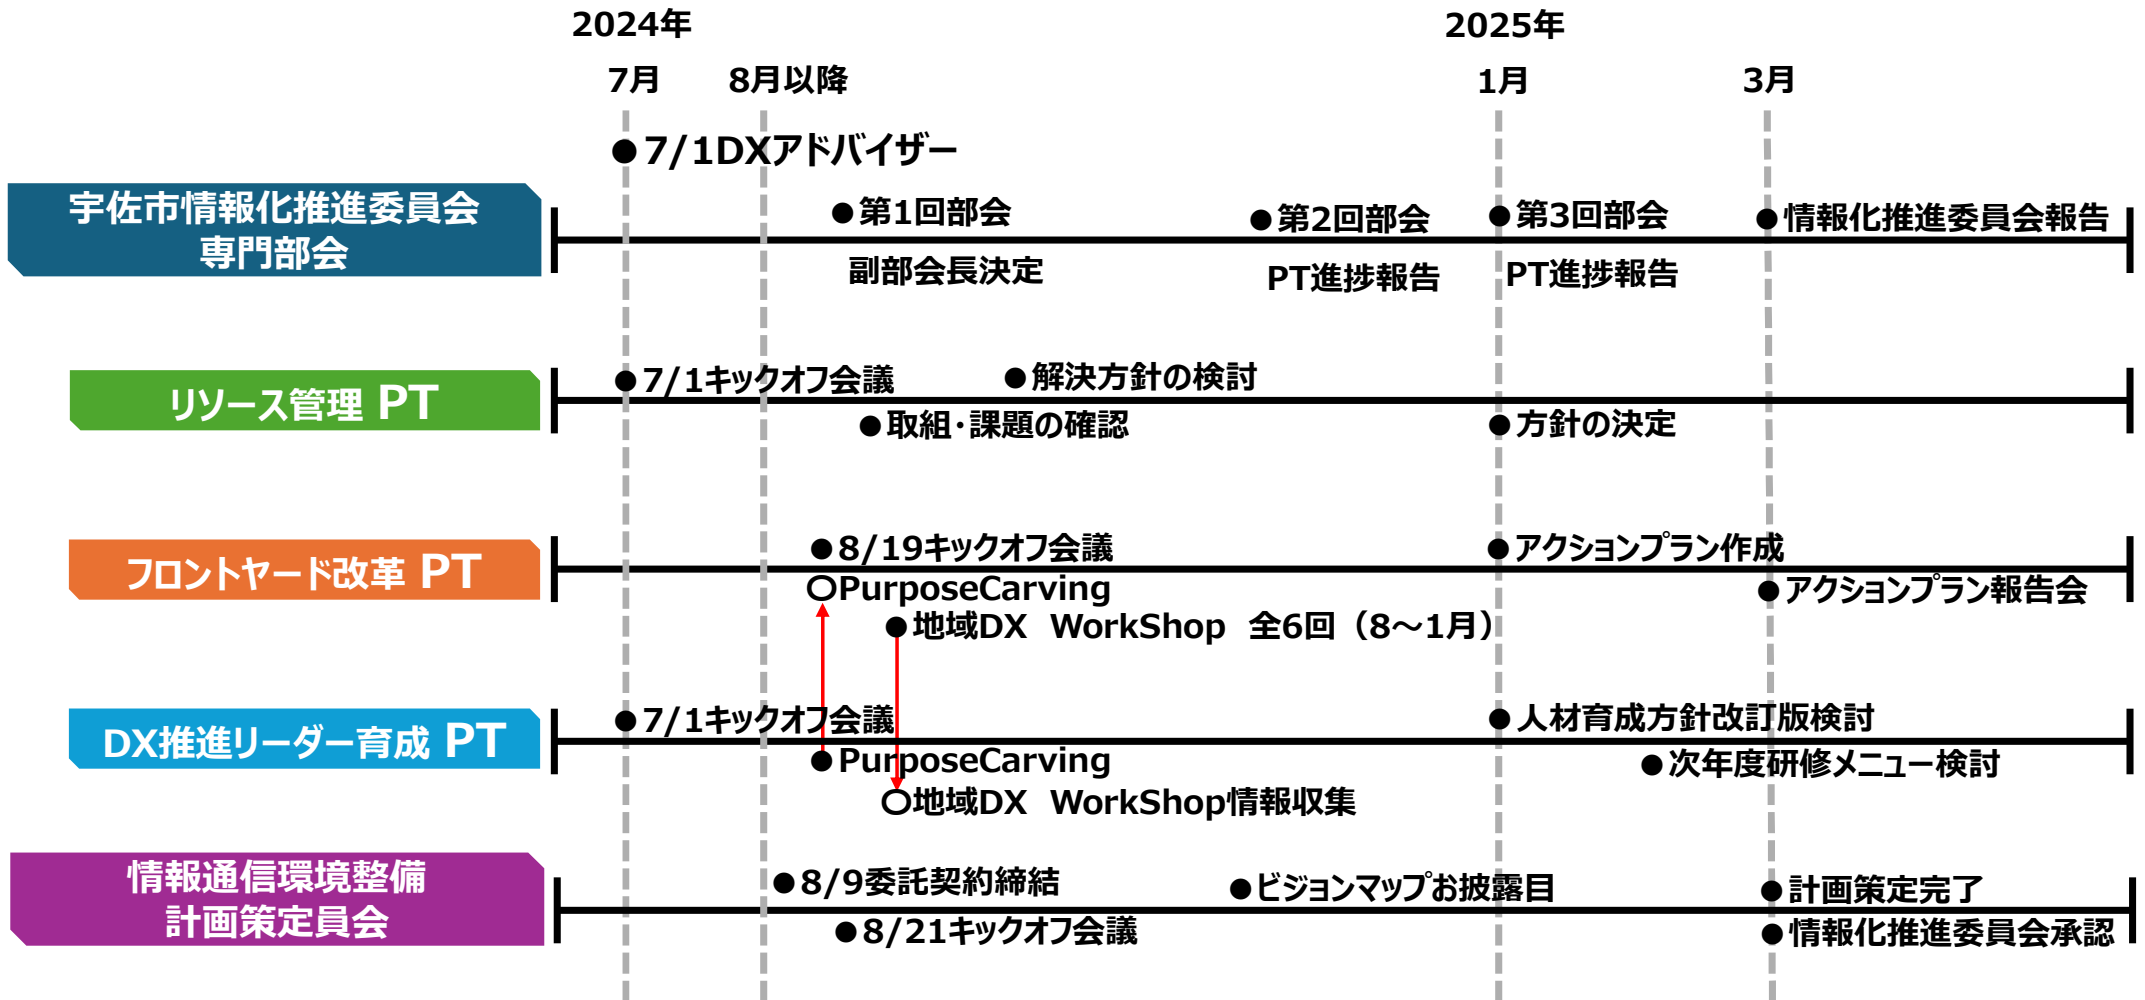 2024年
2025年
7月
8月以降
1月
3月
●7/1DXアドバイザー
宇佐市情報化推進委員会
専門部会
●第1回部会
副部会長決定
●第2回部会
PT進捗報告
●第3回部会
PT進捗報告
●情報化推進委員会報告
リソース管理 PT
●7/1キックオフ会議
●解決方針の検討
●取組・課題の確認
●方針の決定
フロントヤード改革 PT
●8/19キックオフ会議
○PurposeCarving
●地域DX　WorkShop　全6回（8～1月）
●アクションプラン作成
●アクションプラン報告会
DX推進リーダー育成 PT
●7/1キックオフ会議
●PurposeCarving
○地域DX　WorkShop情報収集
●人材育成方針改訂版検討
●次年度研修メニュー検討
情報通信環境整備
計画策定員会
●8/9委託契約締結
●8/21キックオフ会議
●ビジョンマップお披露目
●計画策定完了
●情報化推進委員会承認